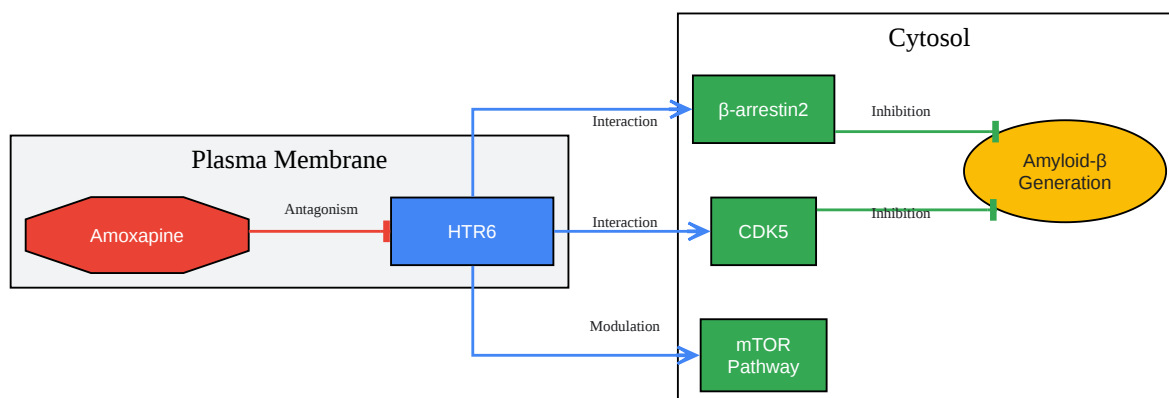 Cytosol
β-arrestin2
Inhibition
Interaction
Plasma Membrane
Amyloid-β
Generation
Amoxapine
Antagonism
HTR6
Interaction
CDK5
Inhibition
Modulation
mTOR
Pathway